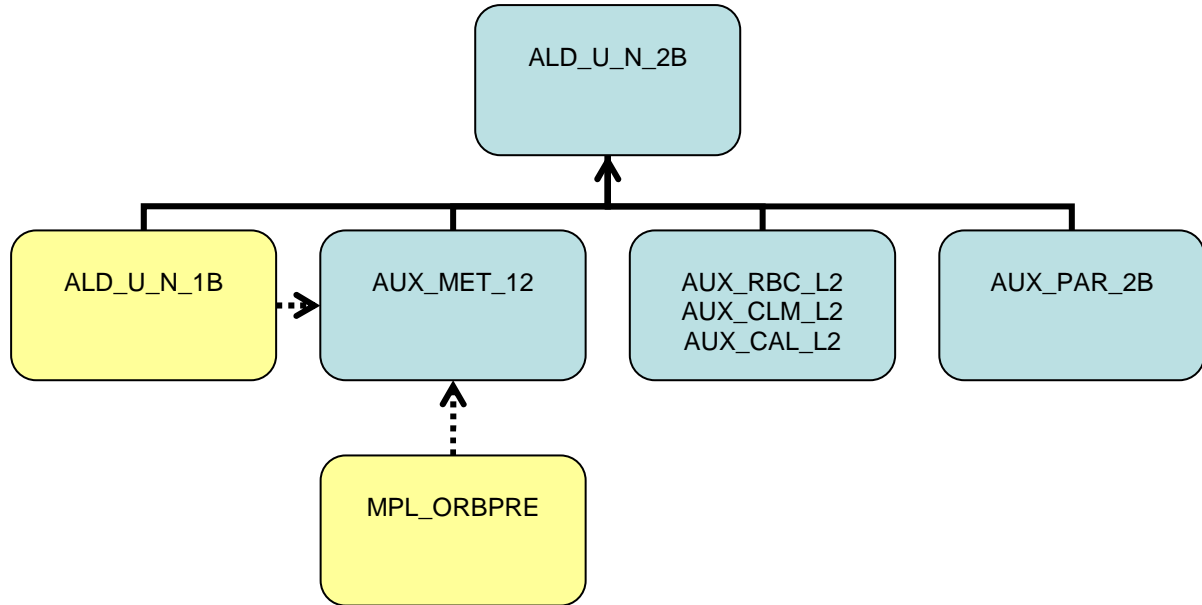 ALD_U_N_2B
ALD_U_N_1B
AUX_MET_12
AUX_RBC_L2
AUX_CLM_L2
AUX_CAL_L2
AUX_PAR_2B
MPL_ORBPRE